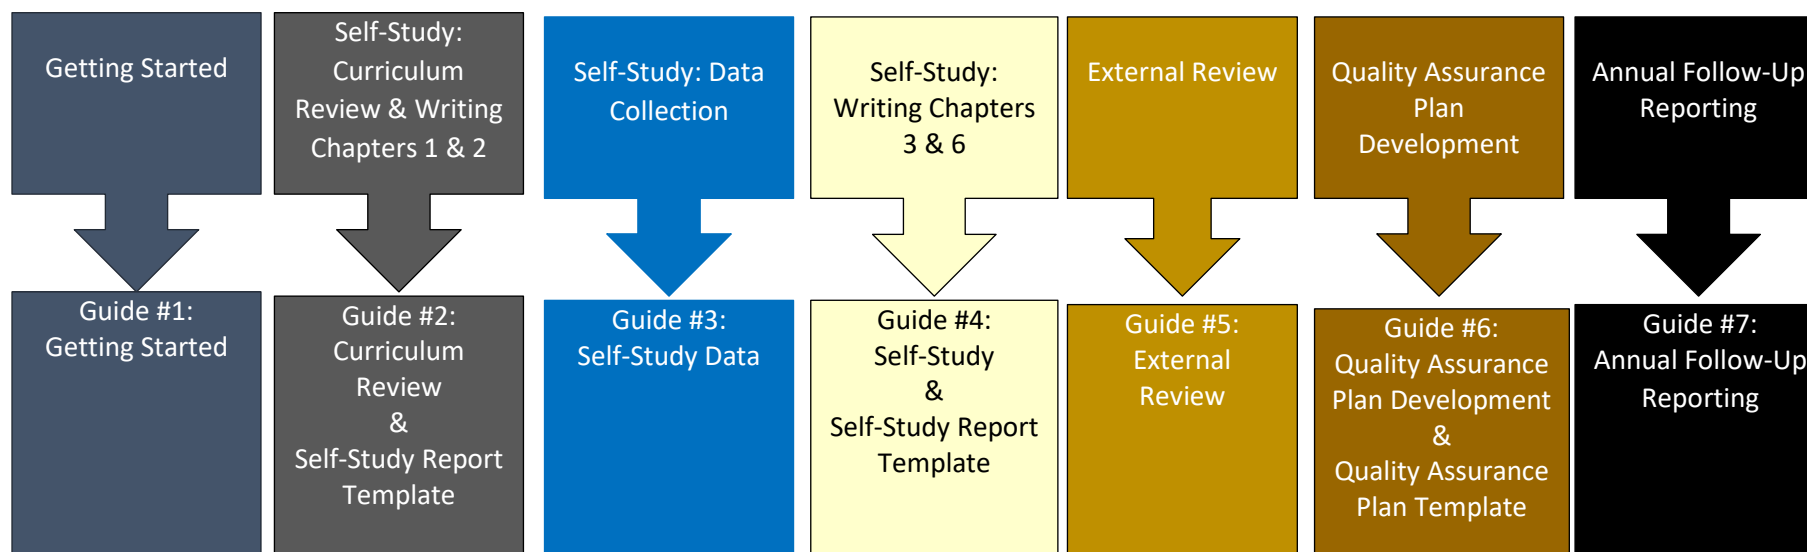 Getting Started
Self-Study:
Curriculum
Review & Writing
Chapters 1 & 2
Self-Study: Data
Collection
Self-Study:
Writing Chapters
3 & 6
External Review
Quality Assurance
Plan
Development
Annual Follow-Up
Reporting
Guide #1:
Getting Started
Guide #2:
Curriculum
Review
&
Self-Study Report
Template
Guide #3:
Self-Study Data
Guide #4:
Self-Study
&
Self-Study Report
Template
Guide #5:
External
Review
Guide #6:
Quality Assurance
Plan Development
&
Quality Assurance
Plan Template
Guide #7:
Annual Follow-Up
Reporting